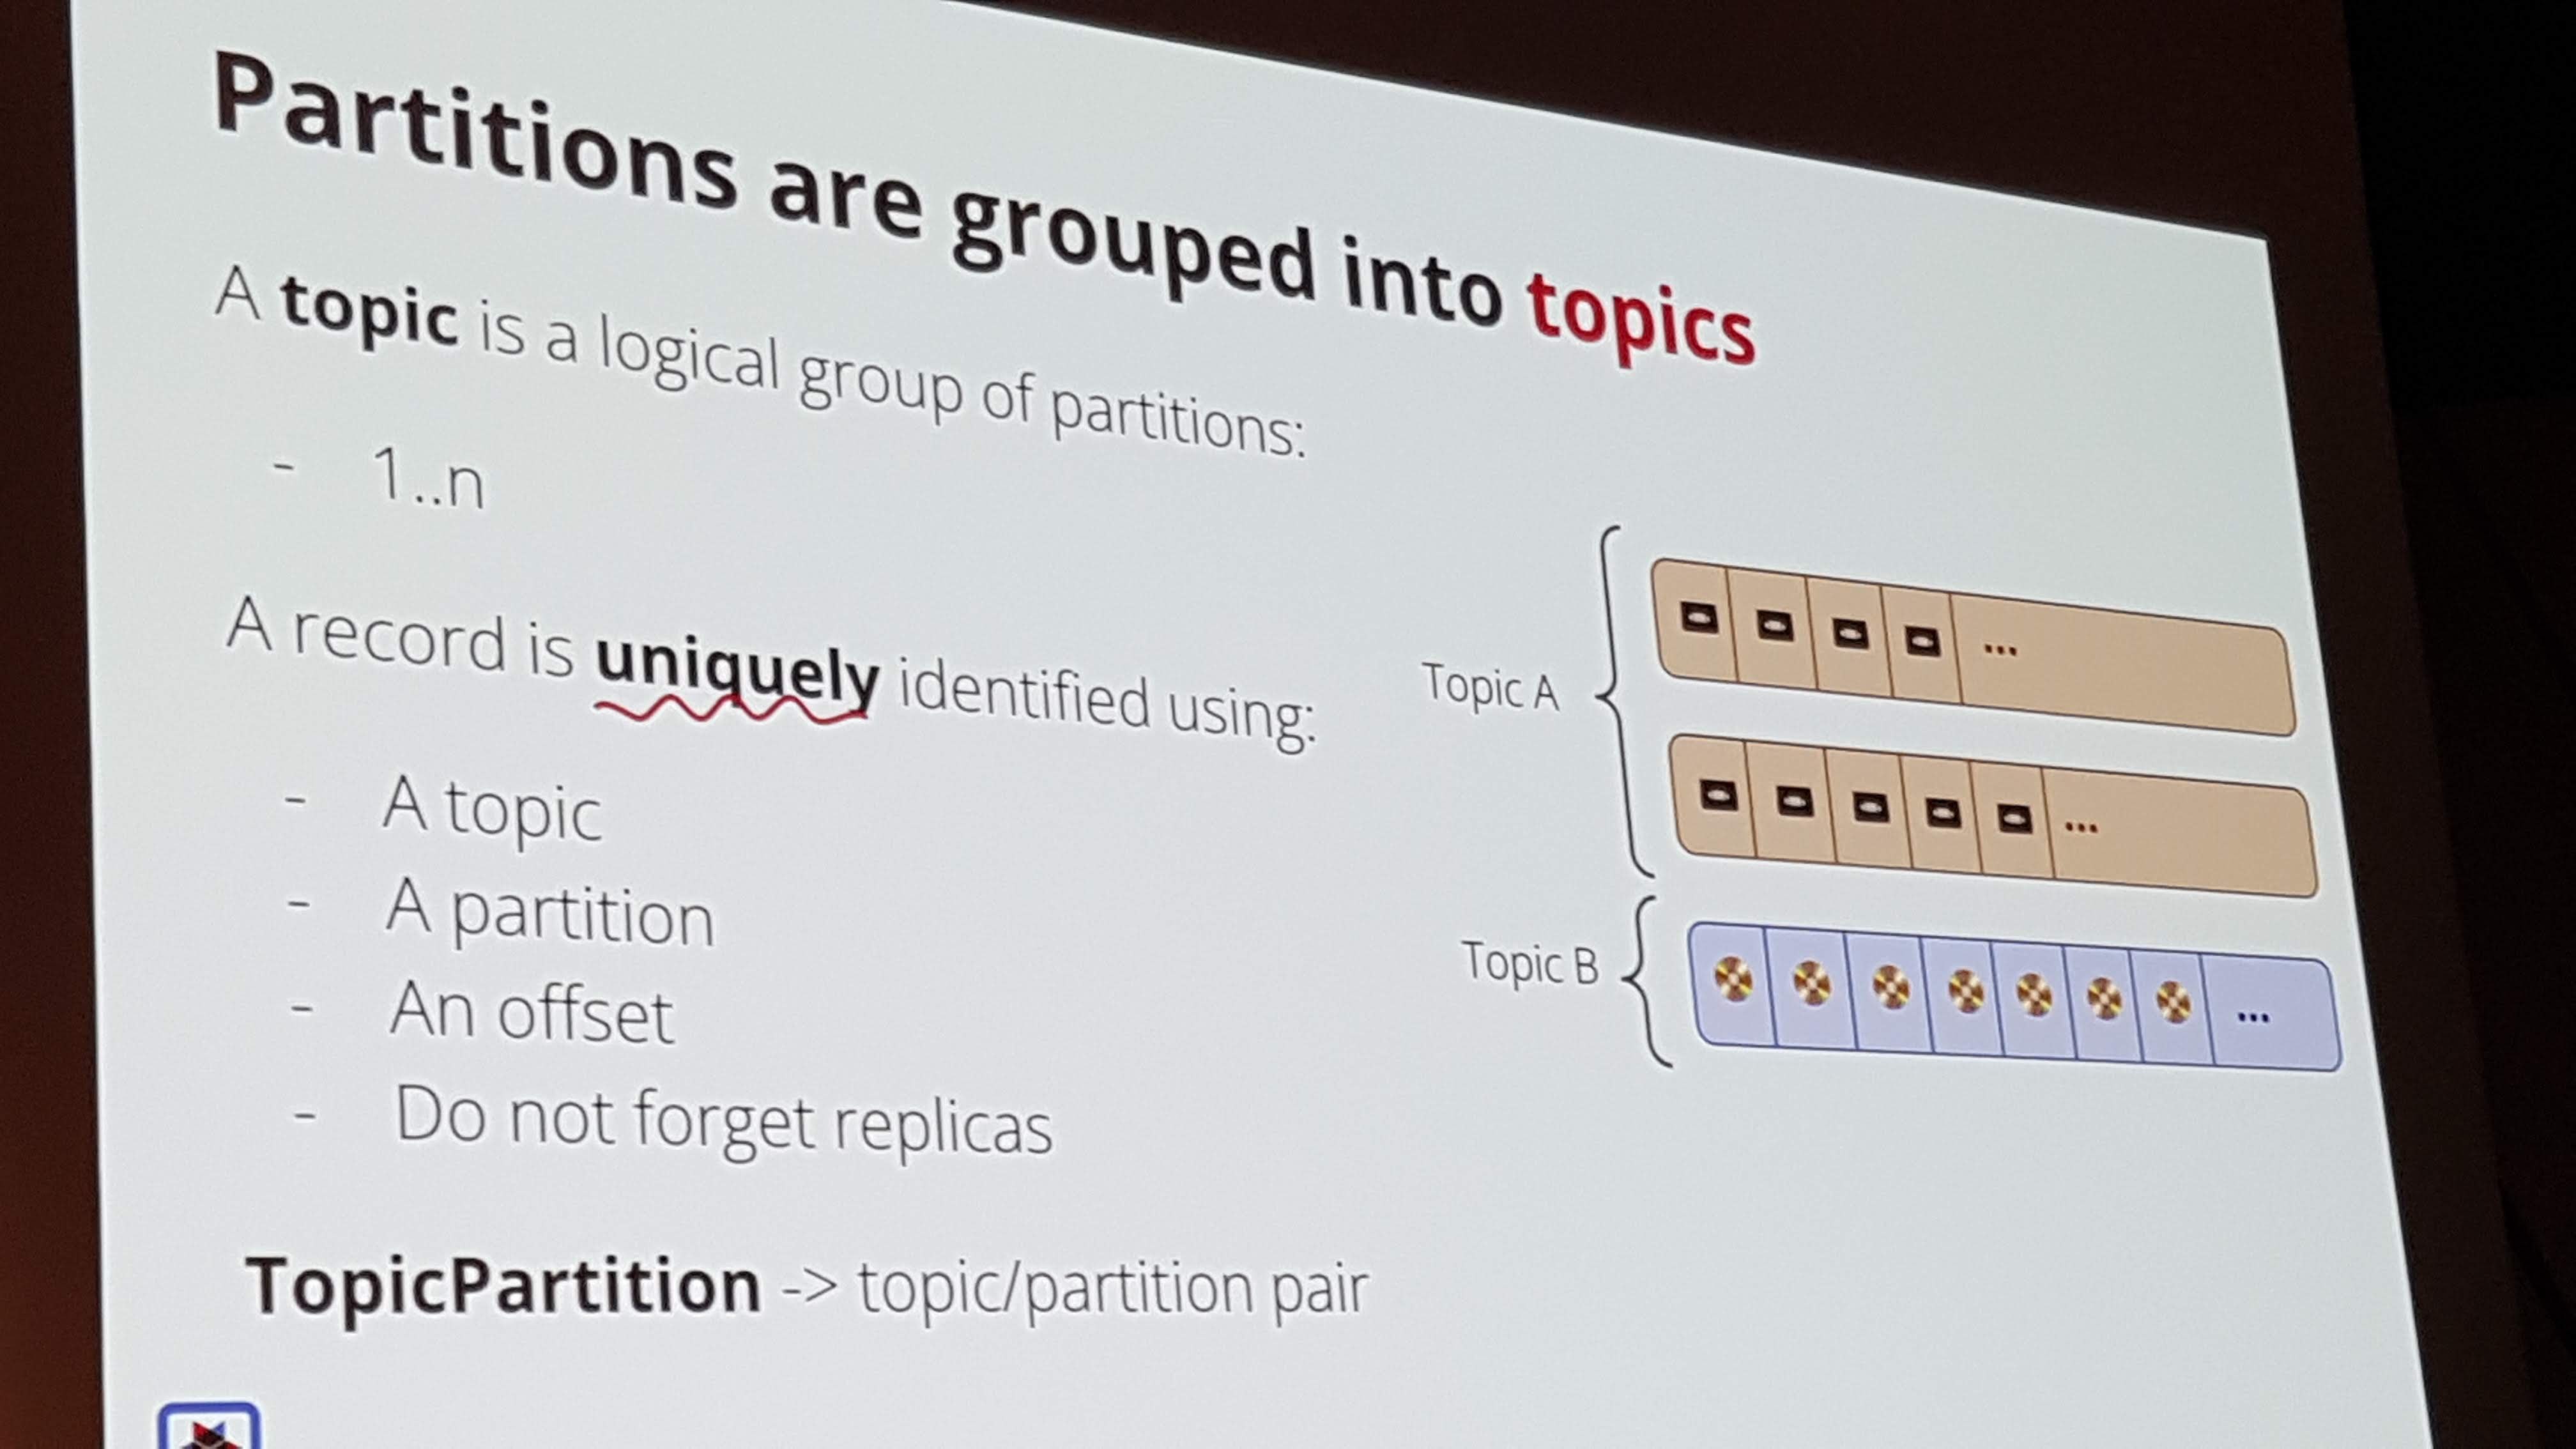 Partitions are grouped into topics
A topic is a logical group of partitions:
- 1..n
A record is uniquely identified using:
- A topic
- A partition
- An offset
- Do not forget replicas
TopicPartition -> topic/partition pair
Topic A
...
...
Topic B
...